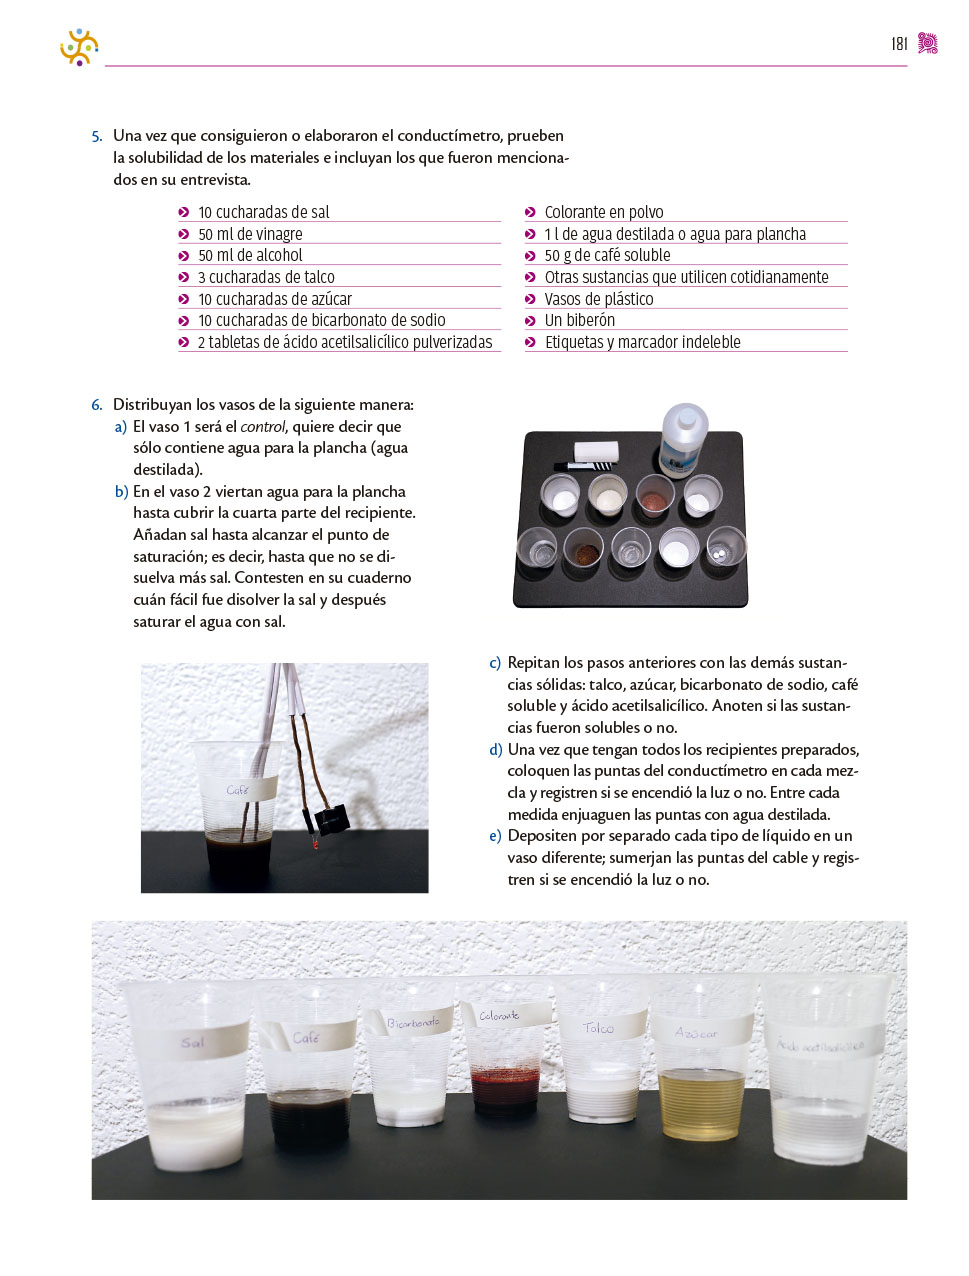 181
5. Una vez que consiguieron o elaboraron el conductímetro, prueben
la solubilidad de los materiales e incluyan los que fueron menciona-
dos en su entrevista.
10 cucharadas de sal
50 ml de vinagre
50 ml de alcohol
3 cucharadas de talco
10 cucharadas de azúcar
10 cucharadas de bicarbonato de sodio
2 tabletas de ácido acetilsalicílico pulverizadas
Colorante en polvo
1 l de agua destilada o agua para plancha
50 g de café soluble
Otras sustancias que utilicen cotidianamente
Vasos de plástico
Un biberón
Etiquetas y marcador indeleble
6. Distribuyan los vasos de la siguiente manera:
a) El vaso 1 será el control, quiere decir que
sólo contiene agua para la plancha (agua
destilada).
b) En el vaso 2 viertan agua para la plancha
hasta cubrir la cuarta parte del recipiente.
Añadan sal hasta alcanzar el punto de
saturación; es decir, hasta que no se di-
suelva más sal. Contesten en su cuaderno
cuán fácil fue disolver la sal y después
saturar el agua con sal.
Café
c) Repitan los pasos anteriores con las demás sustan-
cias sólidas: talco, azúcar, bicarbonato de sodio, café
soluble y ácido acetilsalicílico. Anoten si las sustan-
cias fueron solubles o no.
d) Una vez que tengan todos los recipientes preparados,
coloquen las puntas del conductímetro en cada mez-
cla y registren si se encendió la luz o no. Entre cada
medida enjuaguen las puntas con agua destilada.
e) Depositen por separado cada tipo de líquido en un
vaso diferente; sumerjan las puntas del cable y regis-
tren si se encendió la luz o no.
Sal
Café
Bicarbonato
Colorante
Talco
Azúcar
Ácido acetilsalicílico